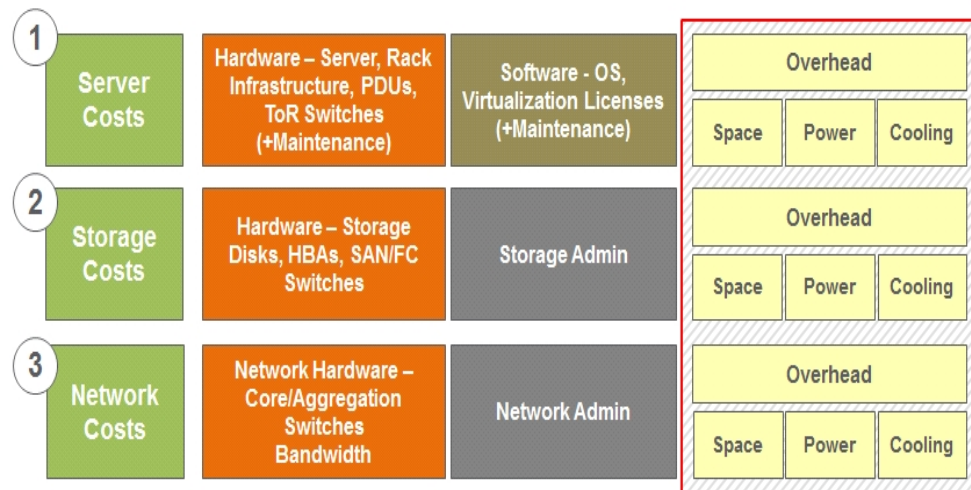 1
Server
Costs
Hardware – Server, Rack
Infrastructure, PDUs,
ToR Switches
(+Maintenance)
Software - OS,
Virtualization Licenses
(+Maintenance)
Overhead
Space
Power
Cooling
2
Storage
Costs
Hardware – Storage
Disks, HBAs, SAN/FC
Switches
Storage Admin
Overhead
Space
Power
Cooling
3
Network
Costs
Network Hardware –
Core/Aggregation
Switches
Bandwidth
Network Admin
Overhead
Space
Power
Cooling